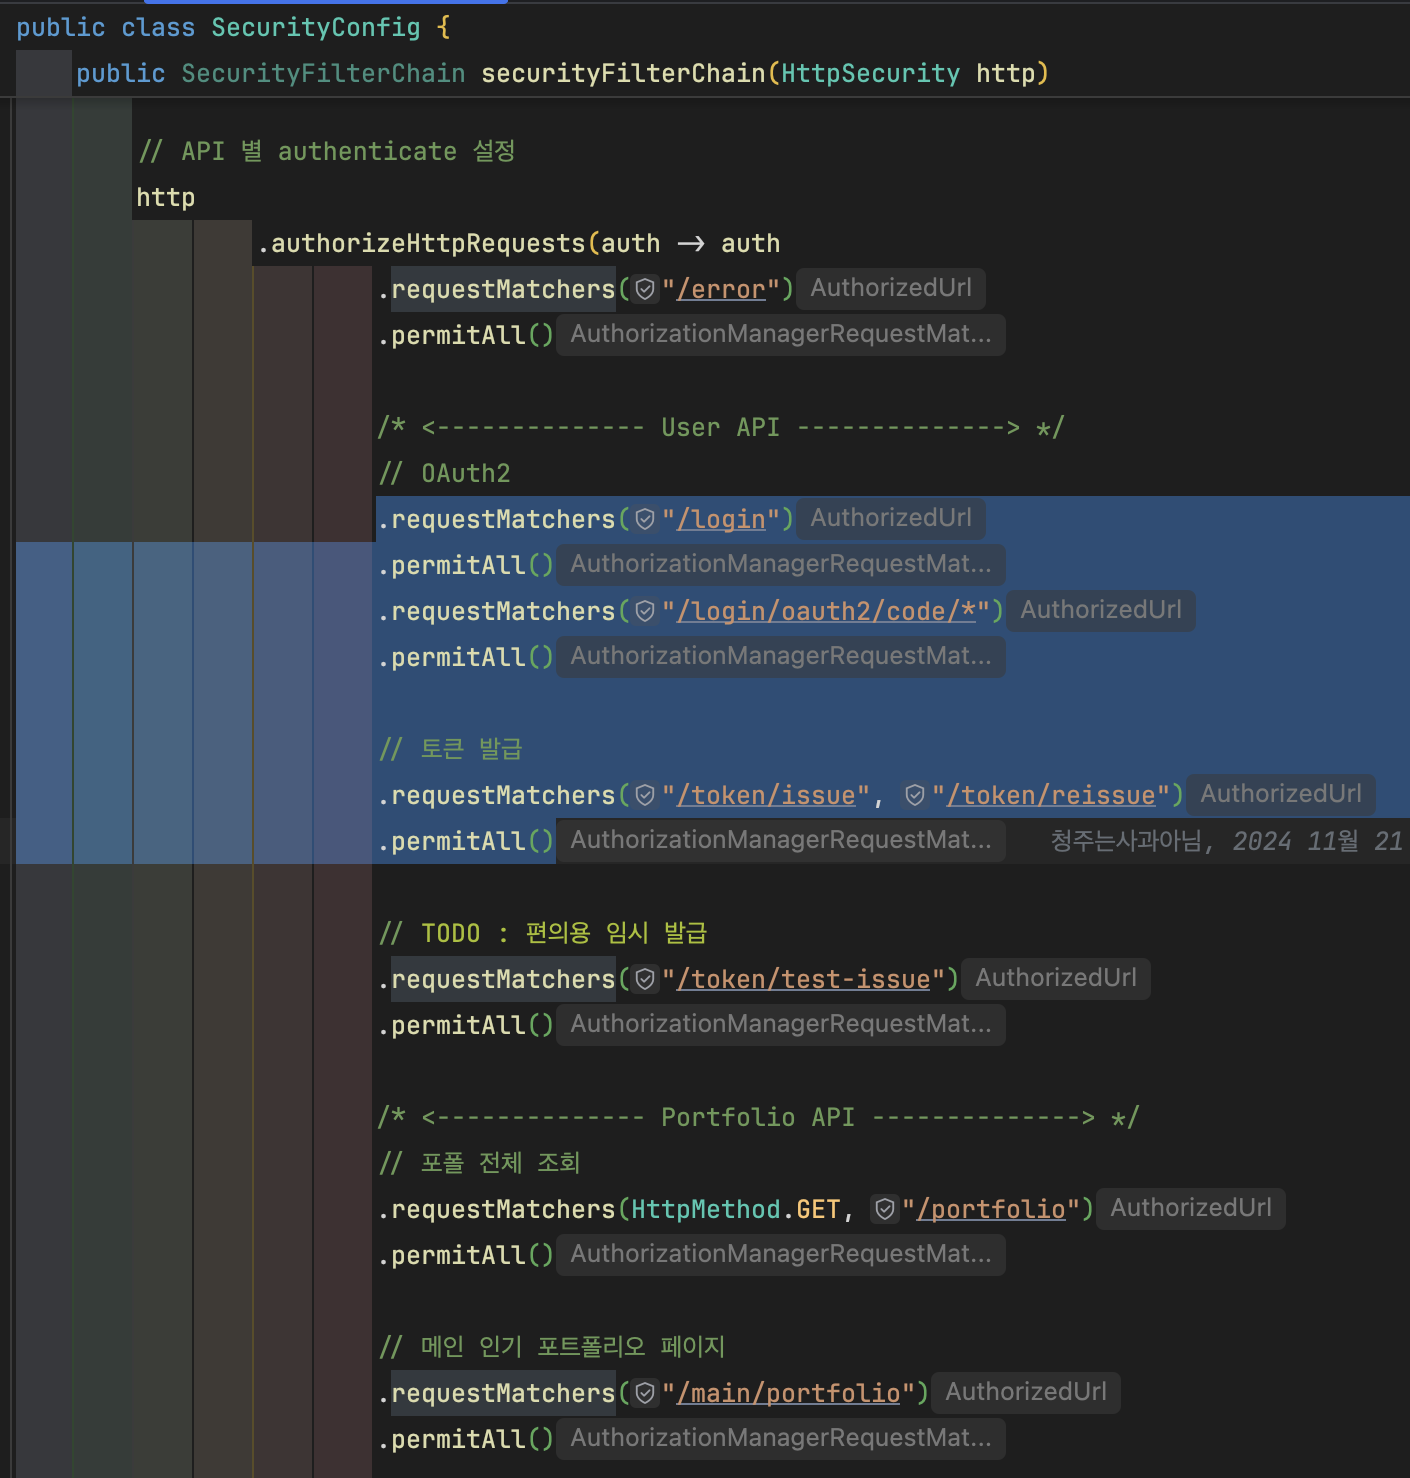 public class SecurityConfig {
public SecurityFilterChain securityFilterChain(HttpSecurity http)
// API 별 authenticate 설정
http
.authorizeHttpRequests(auth -> auth
.requestMatchers("/error") AuthorizedUrl
.permitAll() AuthorizationManagerRequestMat...
/* <-------------- User API --------------> */
// OAuth2
.requestMatchers("/login") AuthorizedUrl
.permitAll() AuthorizationManagerRequestMat...
.requestMatchers("/login/oauth2/code/*") AuthorizedUrl
.permitAll() AuthorizationManagerRequestMat...
// 토큰 발급
.requestMatchers("/token/issue", "/token/reissue") AuthorizedUrl
.permitAll() AuthorizationManagerRequestMat... 청주는사과아님, 2024 11월 21
// TODO : 편의용 임시 발급
.requestMatchers("/token/test-issue") AuthorizedUrl
.permitAll() AuthorizationManagerRequestMat...
/* <-------------- Portfolio API --------------> */
// 포폴 전체 조회
.requestMatchers(HttpMethod.GET, "/portfolio") AuthorizedUrl
.permitAll() AuthorizationManagerRequestMat...
// 메인 인기 포트폴리오 페이지
.requestMatchers("/main/portfolio") AuthorizedUrl
.permitAll() AuthorizationManagerRequestMat...